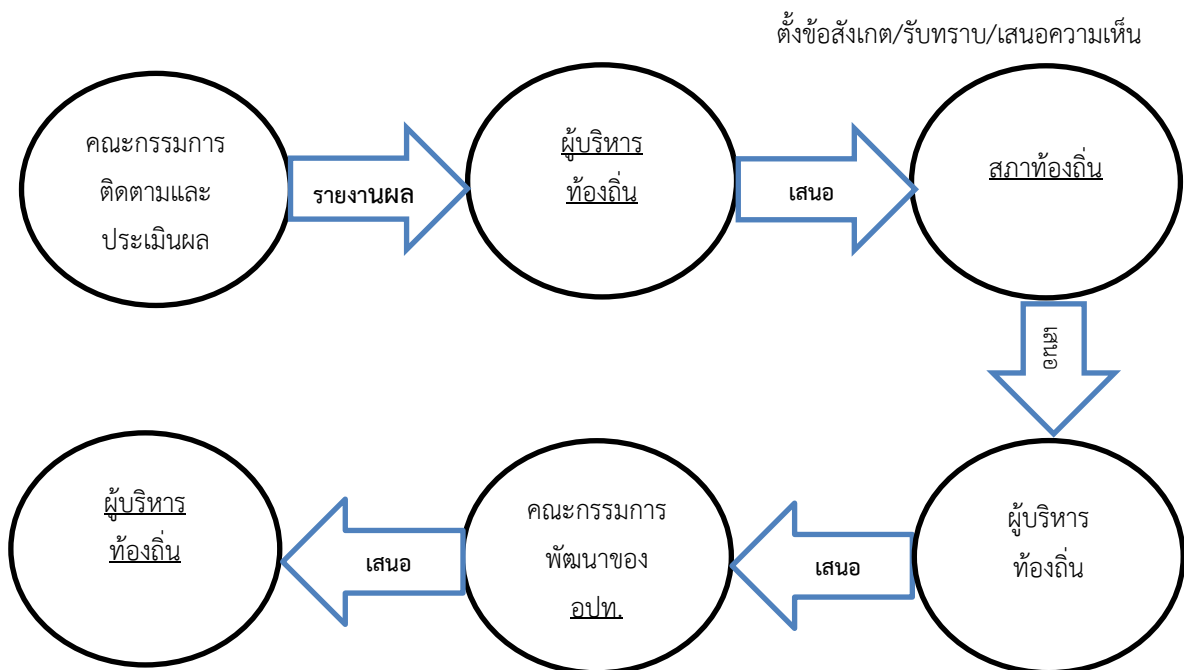 ตั้งข้อสังเกต/รับทราบ/เสนอความเห็น
คณะกรรมการ
ติดตามและ
ประเมินผล
รายงานผล
ผู้บริหาร
ท้องถิ่น
เสนอ
สภาท้องถิ่น
เสนอ
ผู้บริหาร
ท้องถิ่น
เสนอ
คณะกรรมการ
พัฒนาของ
อปท.
เสนอ
ผู้บริหาร
ท้องถิ่น